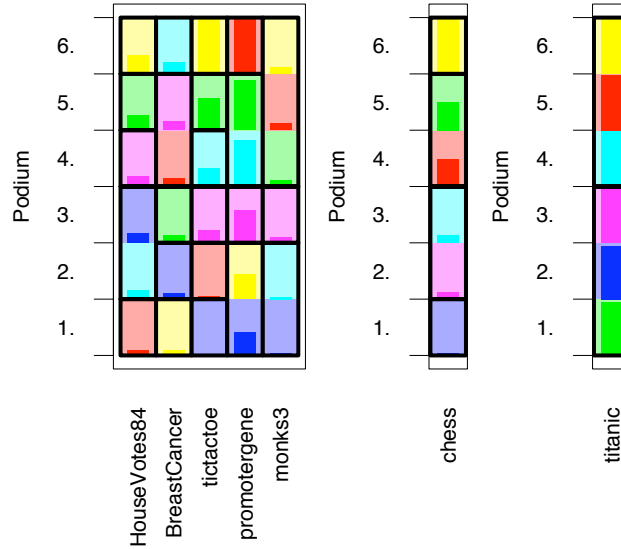 Podium
6.
5.
4.
3.
2.
1.
HouseVotes84
BreastCancer
tictactoe
promotergene
monks3
Podium
6.
5.
4.
3.
2.
1.
chess
Podium
6.
5.
4.
3.
2.
1.
titanic